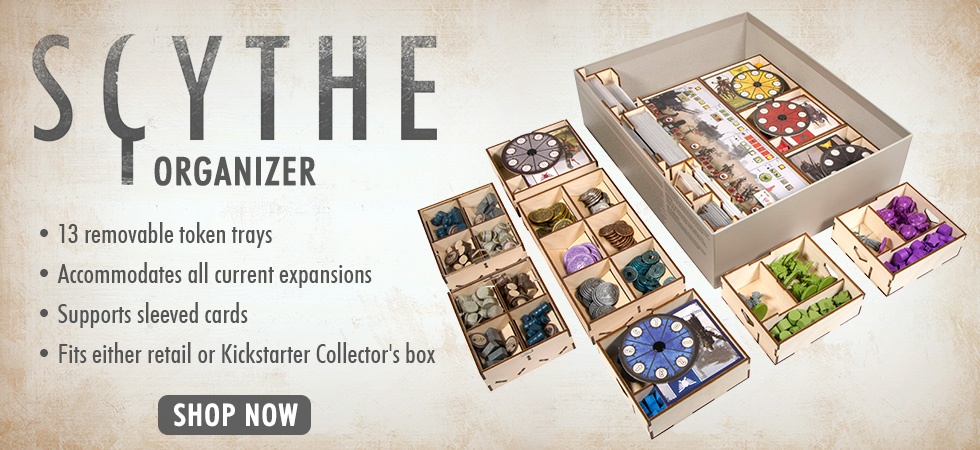 SCYTHE
ORGANIZER
• 13 removable token trays
• Accommodates all current expansions
• Supports sleeved cards
• Fits either retail or Kickstarter Collector's box
SHOP NOW